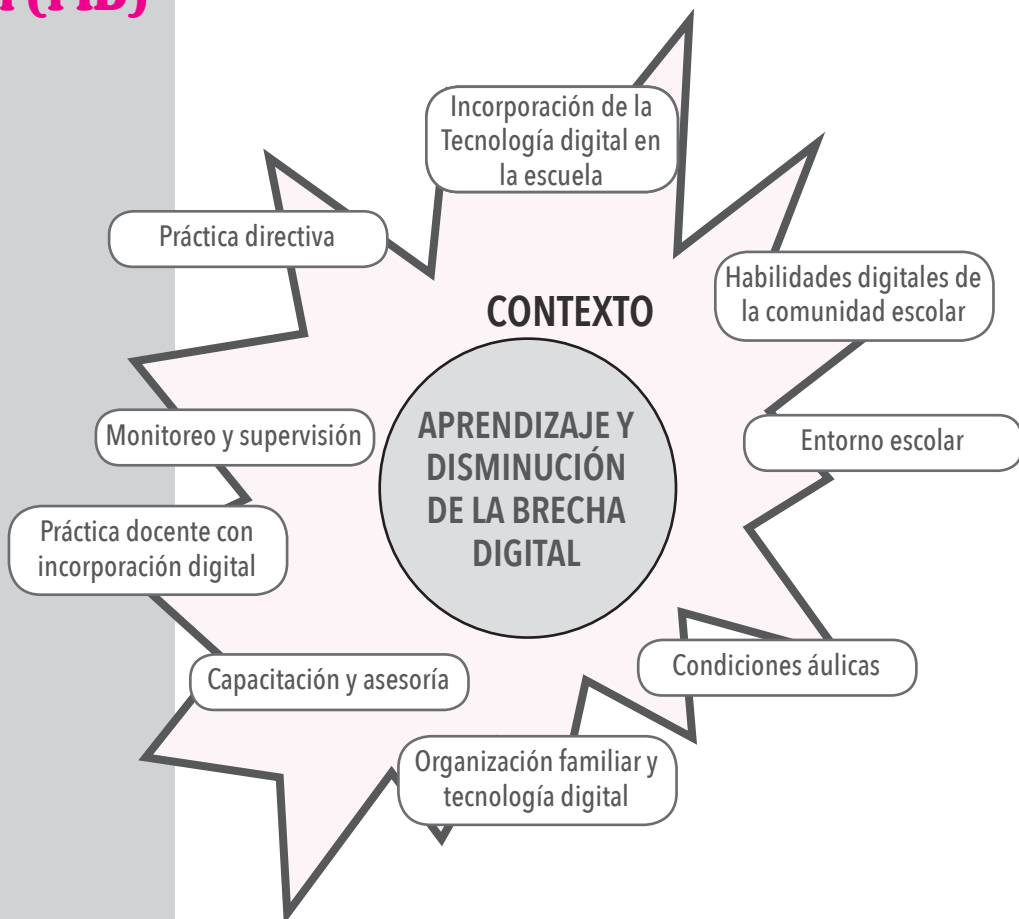 Incorporación de la
Tecnología digital en
la escuela
Práctica directiva
Habilidades digitales de
la comunidad escolar
CONTEXTO
APRENDIZAJE Y
DISMINUCIÓN
DE LA BRECHA
DIGITAL
Monitoreo y supervisión
Entorno escolar
Práctica docente con
incorporación digital
Capacitación y asesoría
Condiciones áulicas
Organización familiar y
tecnología digital